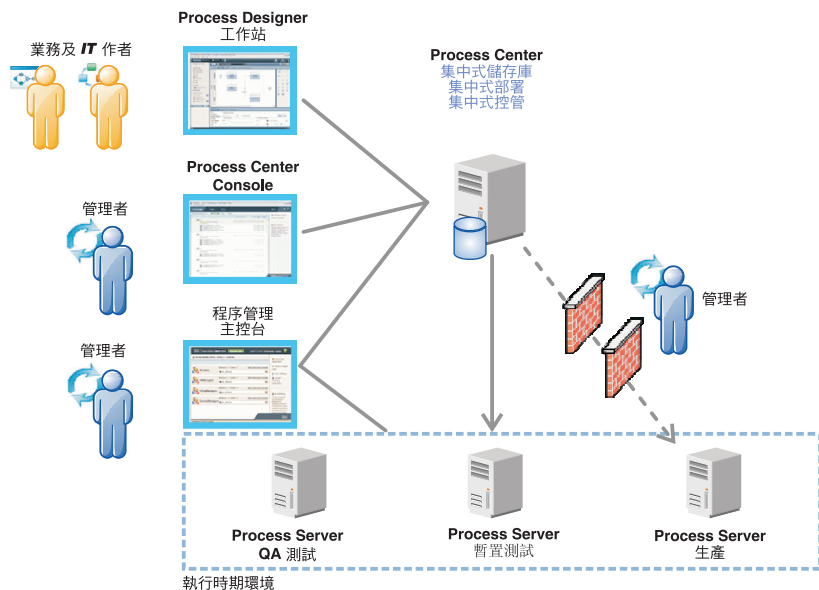 Process Designer
工作站
業務及 IT 作者
Process Center
集中式儲存庫
集中式部署
集中式控管
Process Center
Console
管理者
程序管理
主控台
管理者
管理者
Process Server
QA 測試
Process Server
暫置測試
Process Server
生產
執行時期環境